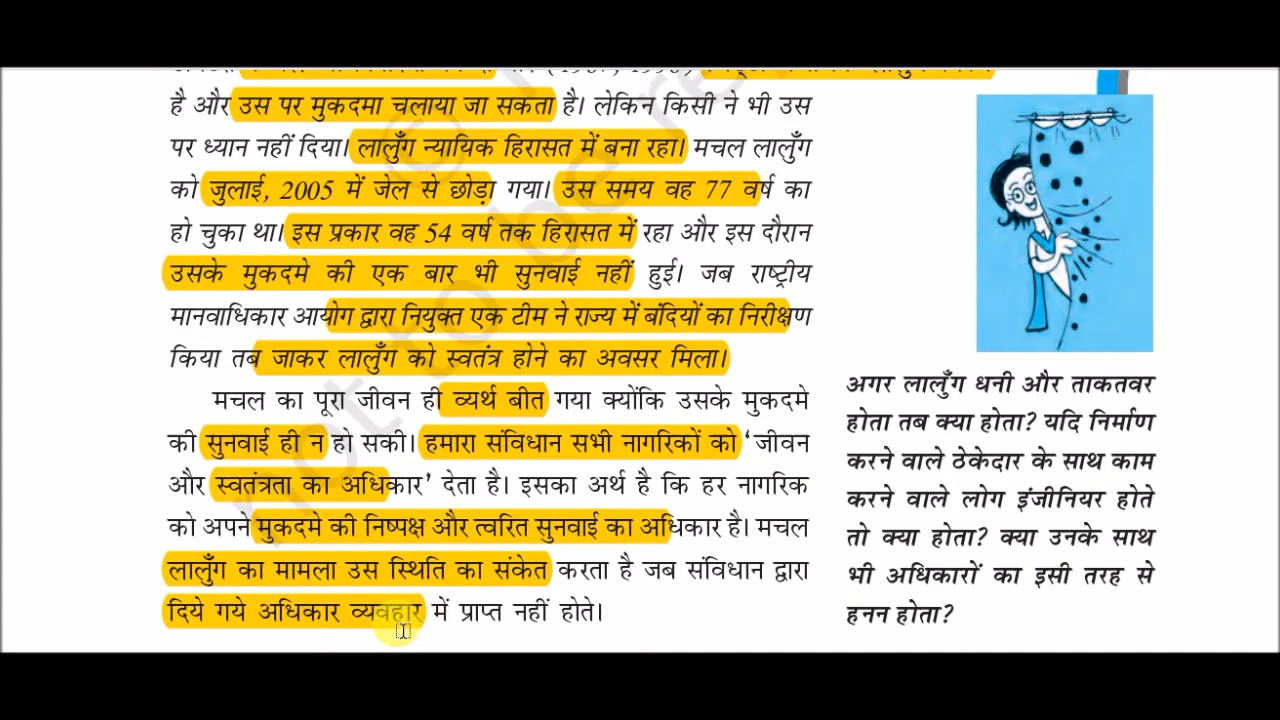 है और उस पर मुकदमा चलाया जा सकता है। लेकिन किसी ने भी उस
पर ध्यान नहीं दिया। लालुँग न्यायिक हिरासत में बना रहा। मचल लालुँग
को जुलाई, 2005 में जेल से छोड़ा गया। उस समय वह 77 वर्ष का
हो चुका था। इस प्रकार वह 54 वर्ष तक हिरासत में रहा और इस दौरान
उसके मुकदमे की एक बार भी सुनवाई नहीं हुई। जब राष्ट्रीय
मानवाधिकार आयोग द्वारा नियुक्त एक टीम ने राज्य में बंदियों का निरीक्षण
किया तब जाकर लालुँग को स्वतंत्र होने का अवसर मिला।
मचल का पूरा जीवन ही व्यर्थ बीत गया क्योंकि उसके मुकदमे
की सुनवाई ही न हो सकी। हमारा संविधान सभी नागरिकों को ‘जीवन
और स्वतंत्रता का अधिकार’ देता है। इसका अर्थ है कि हर नागरिक
को अपने मुकदमे की निष्पक्ष और त्वरित सुनवाई का अधिकार है। मचल
लालुँग का मामला उस स्थिति का संकेत करता है जब संविधान द्वारा
दिये गये अधिकार व्यवहार में प्राप्त नहीं होते।
अगर लालुँग धनी और ताकतवर
होता तब क्या होता? यदि निर्माण
करने वाले ठेकेदार के साथ काम
करने वाले लोग इंजीनियर होते
तो क्या होता? क्या उनके साथ
भी अधिकारों का इसी तरह से
हनन होता?
not to be re